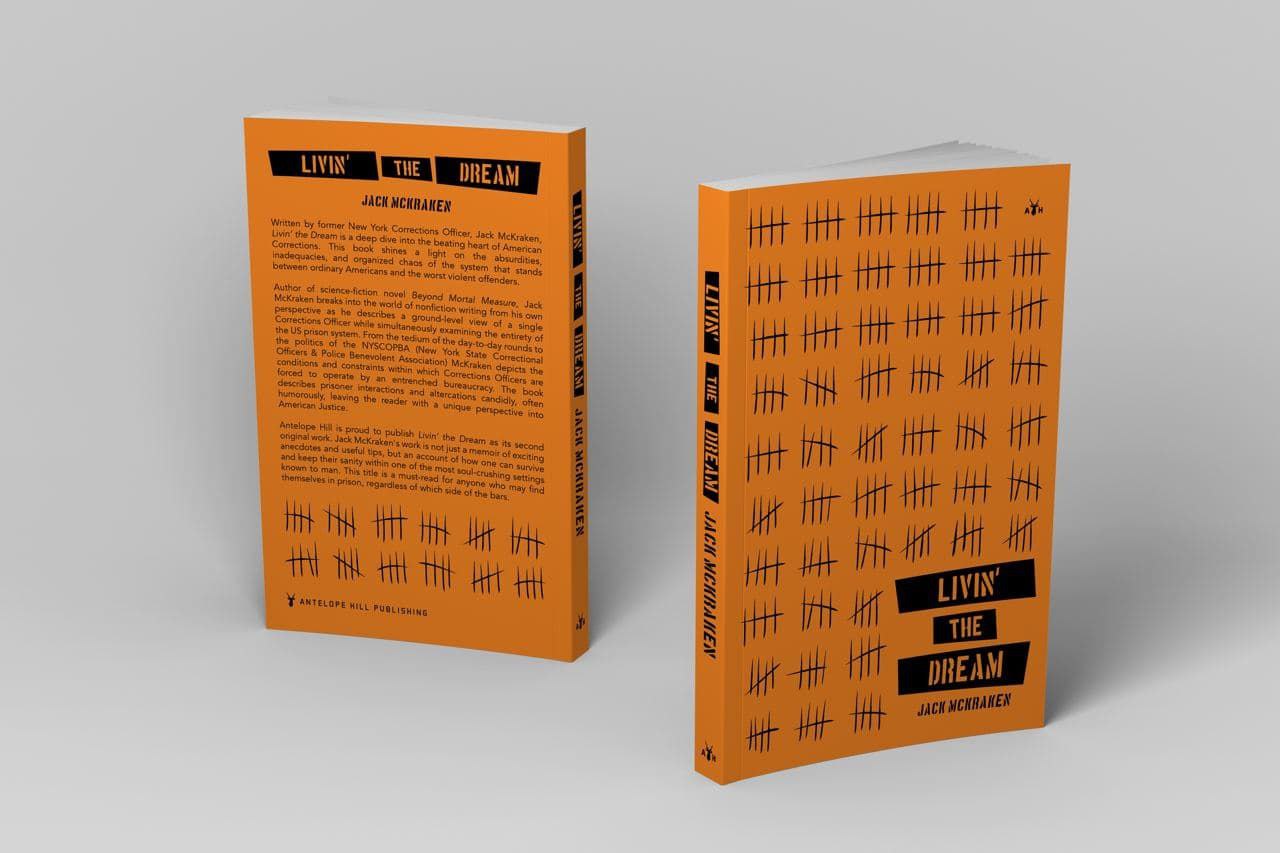 LIVIN' THE DREAM
JACK MCKRAKEN
Written by former New York Corrections Officer, Jack McKraken,
Livin' the Dream is a deep dive into the beating heart of American
Corrections. This book shines a light on the absurdities,
inadequacies, and organized chaos of the system that stands
between ordinary Americans and the worst violent offenders.
Author of science-fiction novel Beyond Mortal Measure, Jack
McKraken breaks into the world of nonfiction writing from his own
perspective as he describes a ground-level view of a single
Corrections Officer while simultaneously examining the entirety of
the US prison system. From the tedium of the day-to-day rounds to
the politics of the NYSCOPBA (New York State Correctional
Officers & Police Benevolent Association) McKraken depicts the
conditions and constraints within which Corrections Officers are
forced to operate by an entrenched bureaucracy. The book
describes prisoner interactions and altercations candidly, often
humorously, leaving the reader with a unique perspective into
American Justice.
Antelope Hill is proud to publish Livin' the Dream as its second
original work. Jack McKraken's work is not just a memoir of exciting
anecdotes and useful tips, but an account of how one can survive
and keep their sanity within one of the most soul-crushing settings
known to man. This title is a must-read for anyone who may find
themselves in prison, regardless of which side of the bars.
ANTELOPE HILL PUBLISHING
LIVIN' THE DREAM JACK MCKRAKEN
A H
LIVIN' THE DREAM JACK MCKRAKEN
A H
A H
LIVIN'
THE
DREAM
JACK MCKRAKEN